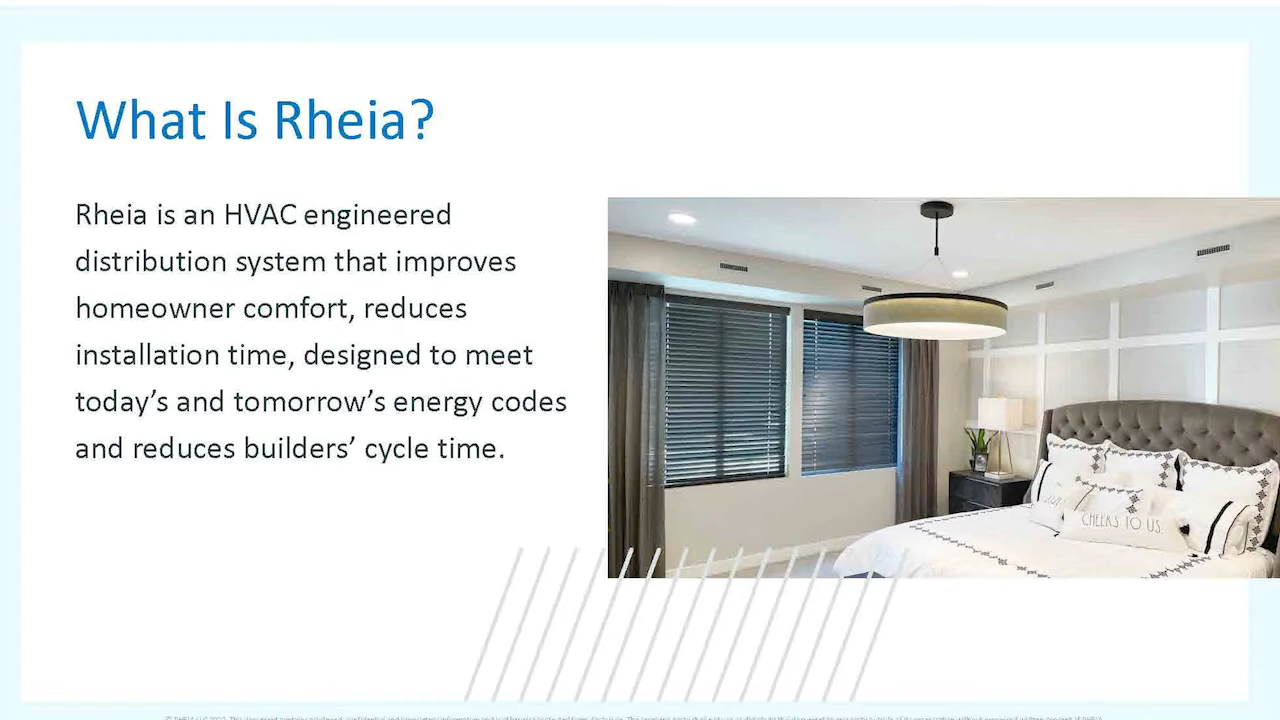 What Is Rheia?
Rheia is an HVAC engineered
distribution system that improves
homeowner comfort, reduces
installation time, designed to meet
today’s and tomorrow’s energy codes
and reduces builders’ cycle time.
CHEERS TO US